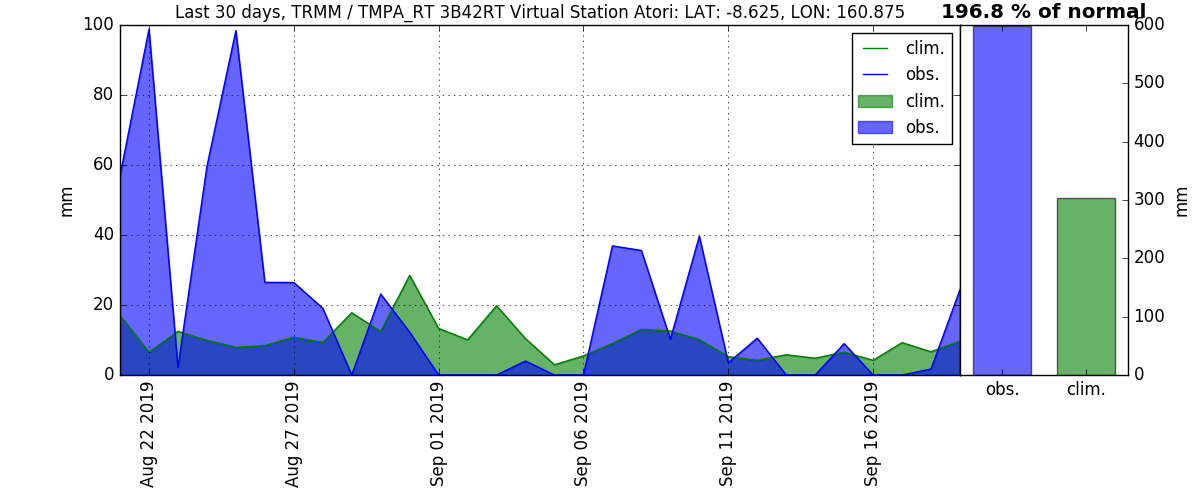 Last 30 days, TRMM / TMPA_RT 3B42RT Virtual Station Atori: LAT: -8.625, LON: 160.875
196.8 % of normal
100
80
60
40
20
0
mm
clim.
obs.
clim.
obs.
600
500
400
300
200
100
0
mm
Aug 22 2019
Aug 27 2019
Sep 01 2019
Sep 06 2019
Sep 11 2019
Sep 16 2019
obs.
clim.